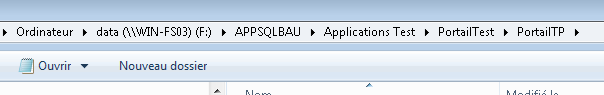 Ordinateur ▸ data (\\WIN-FS03) (F:) ▸ APPSQLBAU ▸ Applications Test ▸ PortailTest ▸ PortailTP ▸
Ouvrir Nouveau dossier
Nom Modifié le